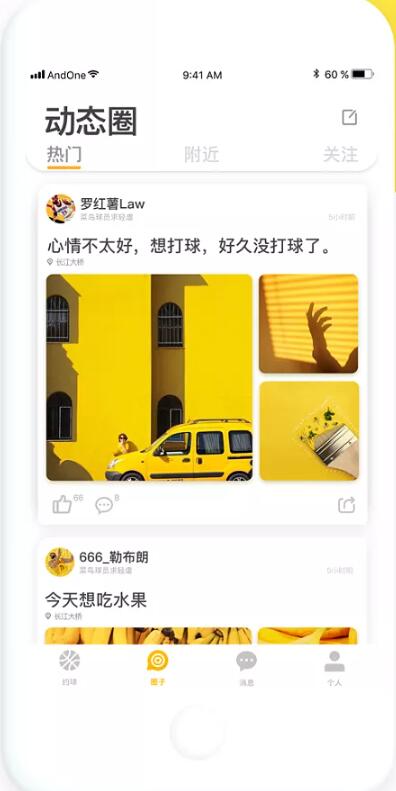 AndOne 9:41 AM 60 %
动态圈
热门 附近 关注
罗红薯Law
菜鸟球员求轻虐 5小时前
心情不太好，想打球，好久没打球了。
长江大桥
66 8
666_勒布朗
菜鸟球员求轻虐 5小时前
今天想吃水果
长江大桥
约球 圈子 消息 个人